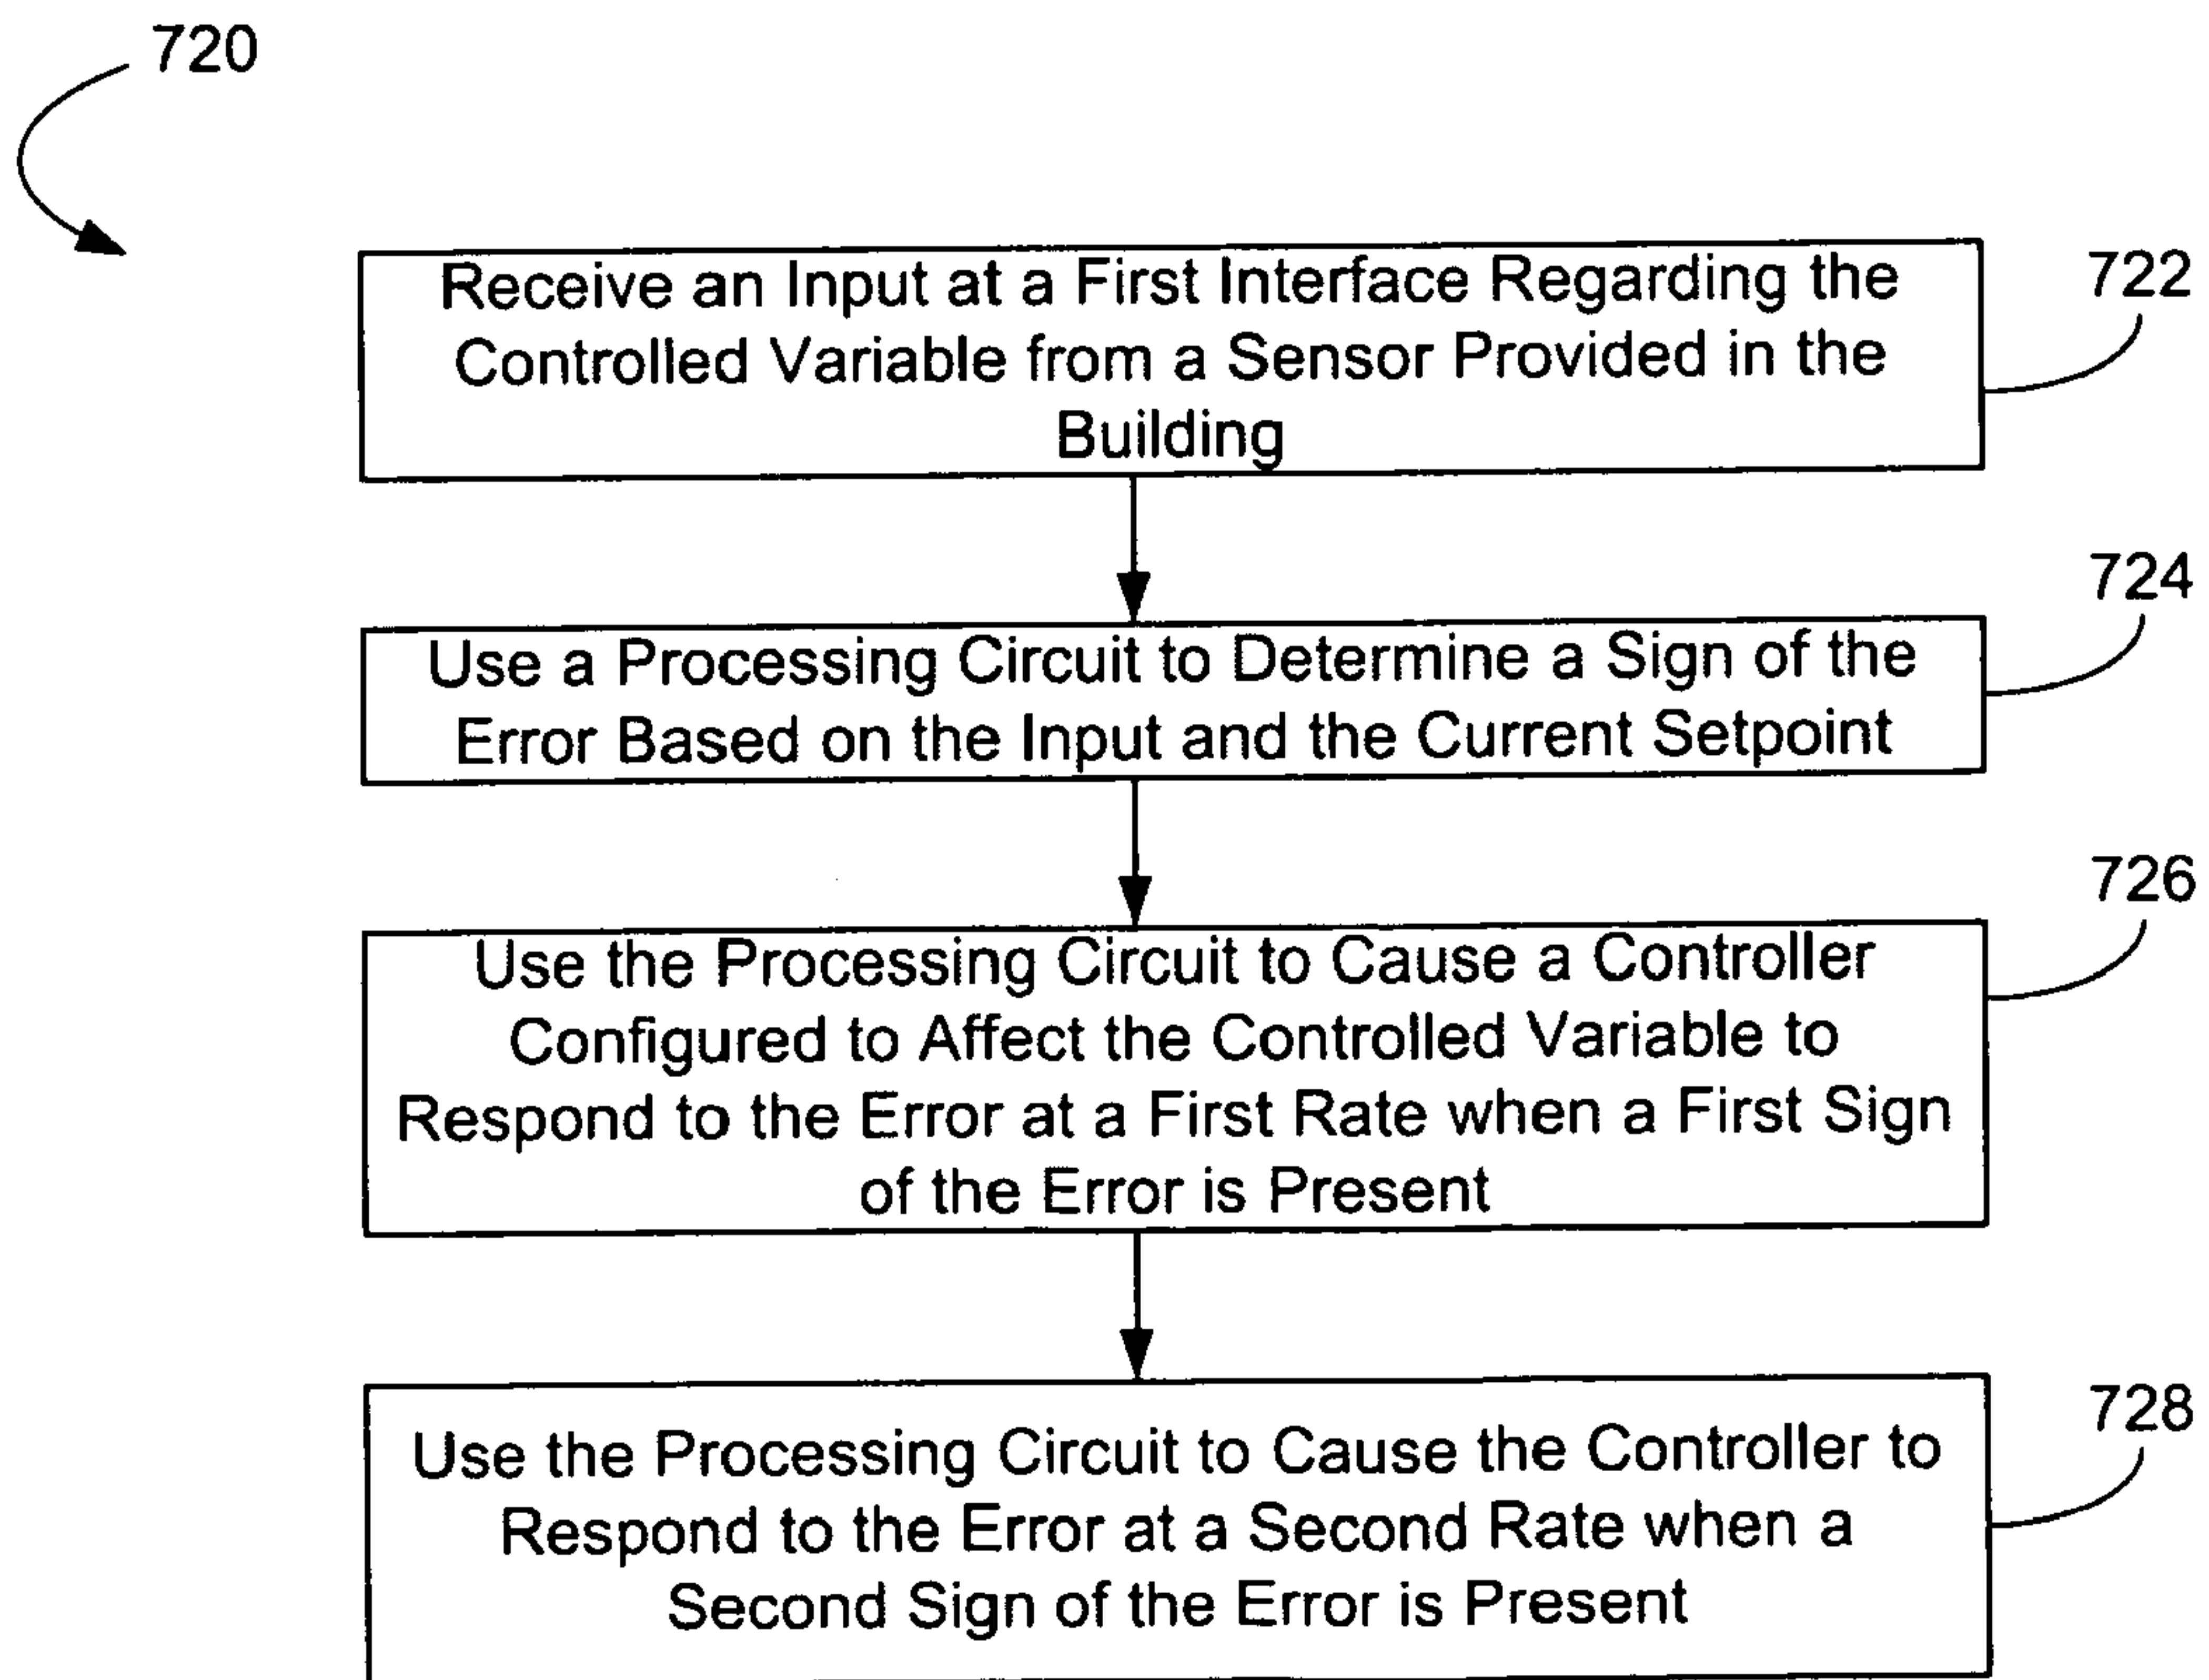 720
Receive an Input at a First Interface Regarding the
Controlled Variable from a Sensor Provided in the
Building
722
Use a Processing Circuit to Determine a Sign of the
Error Based on the Input and the Current Setpoint
724
Use the Processing Circuit to Cause a Controller
Configured to Affect the Controlled Variable to
Respond to the Error at a First Rate when a First Sign
of the Error is Present
726
Use the Processing Circuit to Cause the Controller to
Respond to the Error at a Second Rate when a
Second Sign of the Error is Present
728